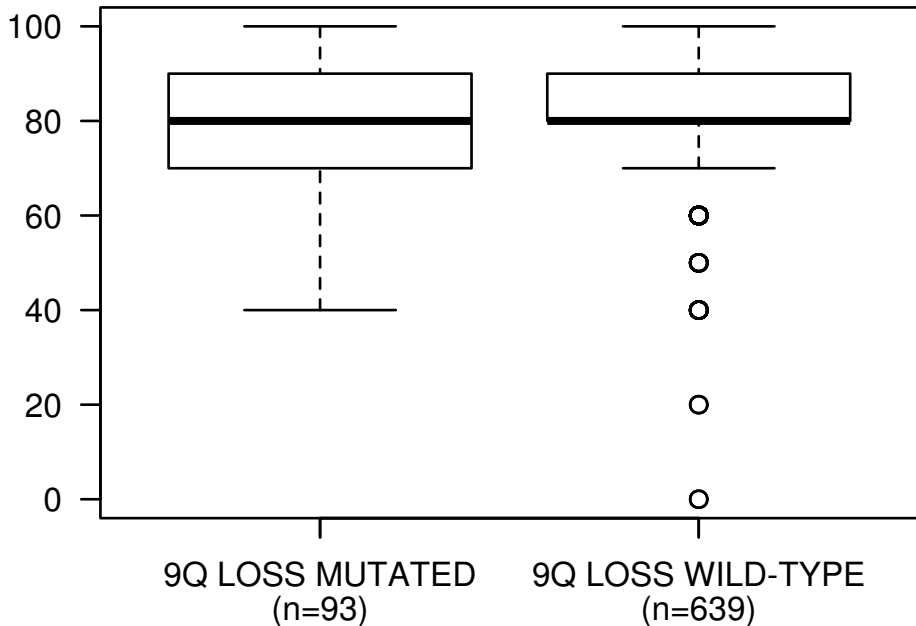 100
80
60
40
20
0
9Q LOSS MUTATED
(n=93)
9Q LOSS WILD-TYPE
(n=639)